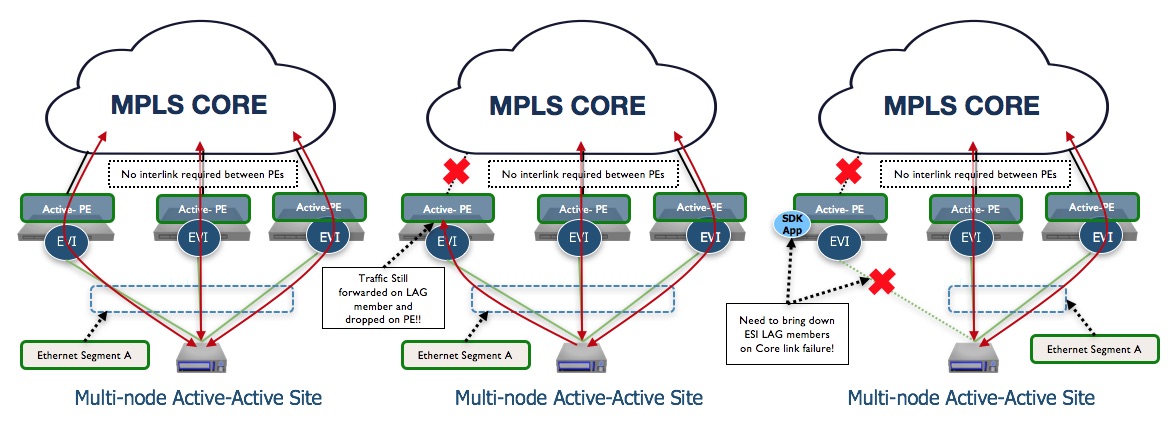 MPLS CORE
No interlink required between PEs
Active- PE
Active- PE
Active- PE
EVI
EVI
EVI
Ethernet Segment A
Multi-node Active-Active Site
MPLS CORE
No interlink required between PEs
Active- PE
Active- PE
Active- PE
EVI
EVI
EVI
Traffic Still
forwarded on LAG
member and
dropped on PE!!
Ethernet Segment A
Multi-node Active-Active Site
MPLS CORE
No interlink required between PEs
Active- PE
Active- PE
Active- PE
SDK
App
EVI
EVI
EVI
Need to bring down
ESI LAG members
on Core link failure!
Ethernet Segment A
Multi-node Active-Active Site